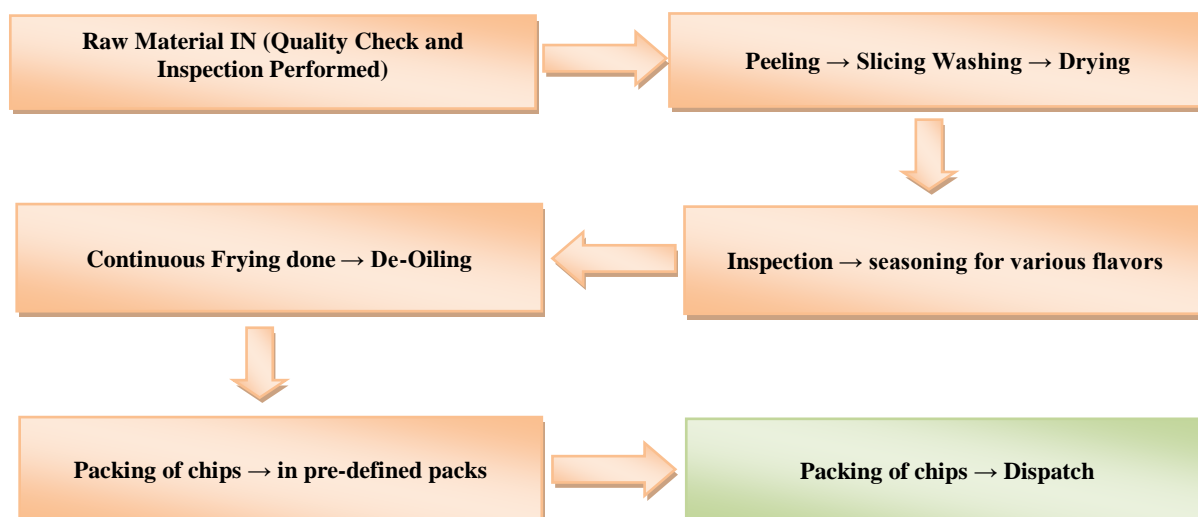 Raw Material IN (Quality Check and
Inspection Performed)
Peeling → Slicing Washing → Drying
Inspection → seasoning for various flavors
Continuous Frying done → De-Oiling
Packing of chips → in pre-defined packs
Packing of chips → Dispatch